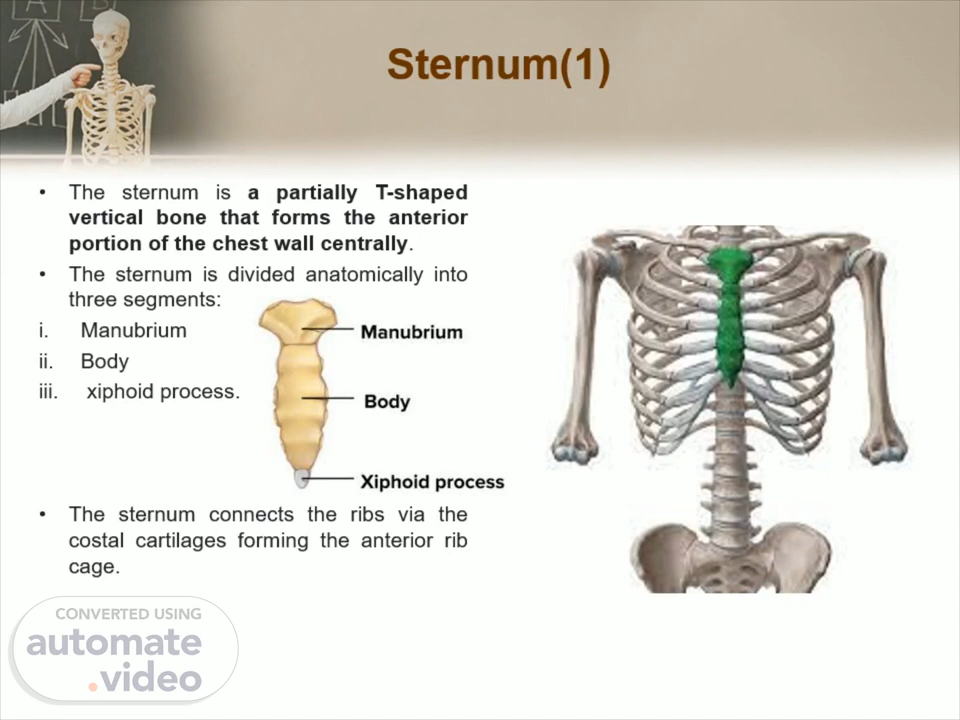 Sternum(1)
• The sternum is a partially T-shaped
vertical bone that forms the anterior
portion of the chest wall centrally.
• The sternum is divided anatomically into
three segments:
i. Manubrium
ii. Body
iii. xiphoid process.
Manubrium
Body
Xiphoid process
• The sternum connects the ribs via the
costal cartilages forming the anterior rib
cage.
CONVERTED USING
automate
.video
A